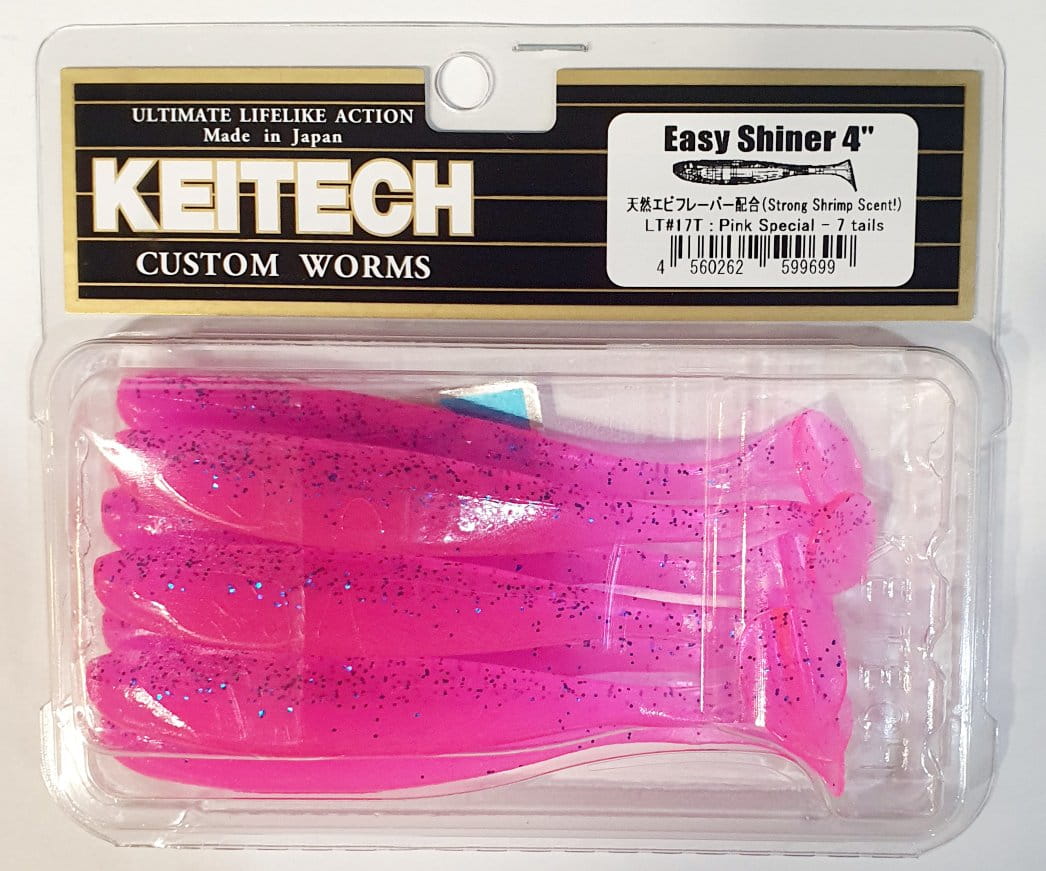 ULTIMATE LIFELIKE ACTION
Made in Japan
KEITECH
CUSTOM WORMS
Easy Shiner 4"
天然エビフレーバー配合(Strong Shrimp Scent!)
LT#17T : Pink Special - 7 tails
4 560262 599699